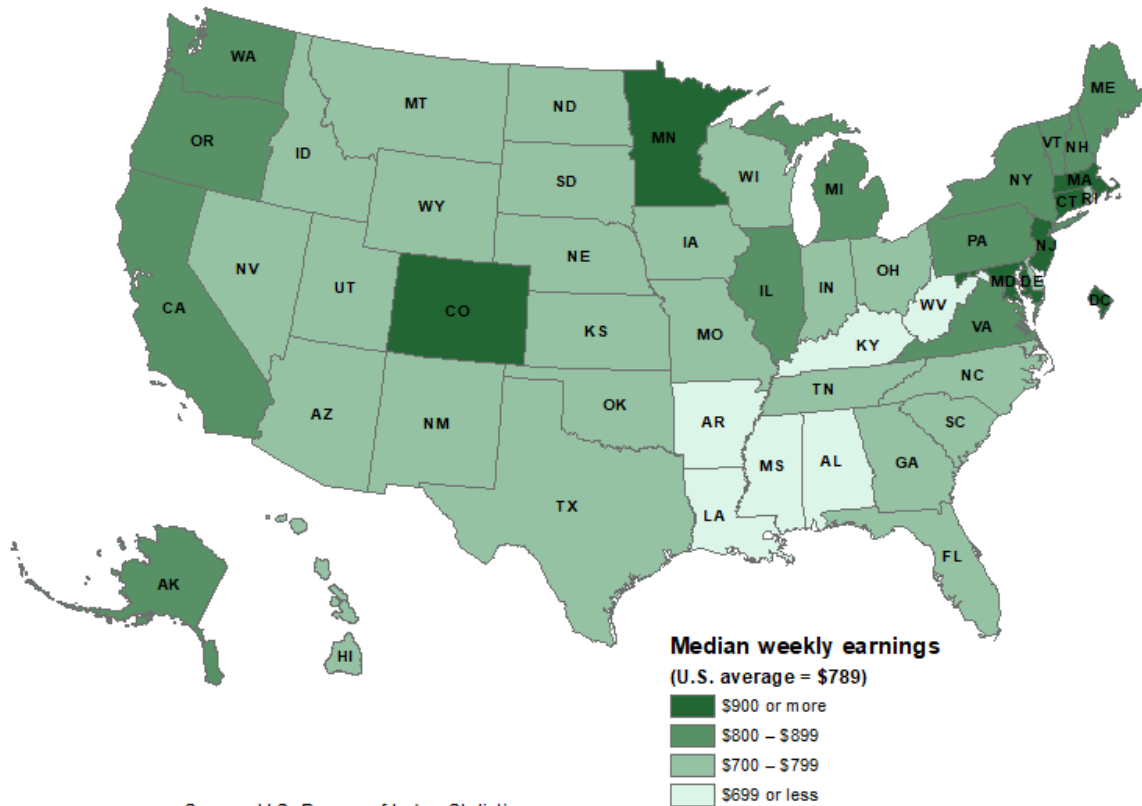 WA
MT
ND
MN
ME
OR
ID
SD
WI
VT
NH
WY
MI
NY
MA
CT
RI
NV
UT
NE
IA
PA
NJ
CA
CO
IL
IN
OH
MD
DE
DC
KS
MO
WV
KY
VA
AZ
NM
OK
TN
NC
AR
SC
MS
AL
GA
TX
LA
FL
AK
HI
Median weekly earnings
(U.S. average = $789)
$900 or more
$800 – $899
$700 – $799
$699 or less